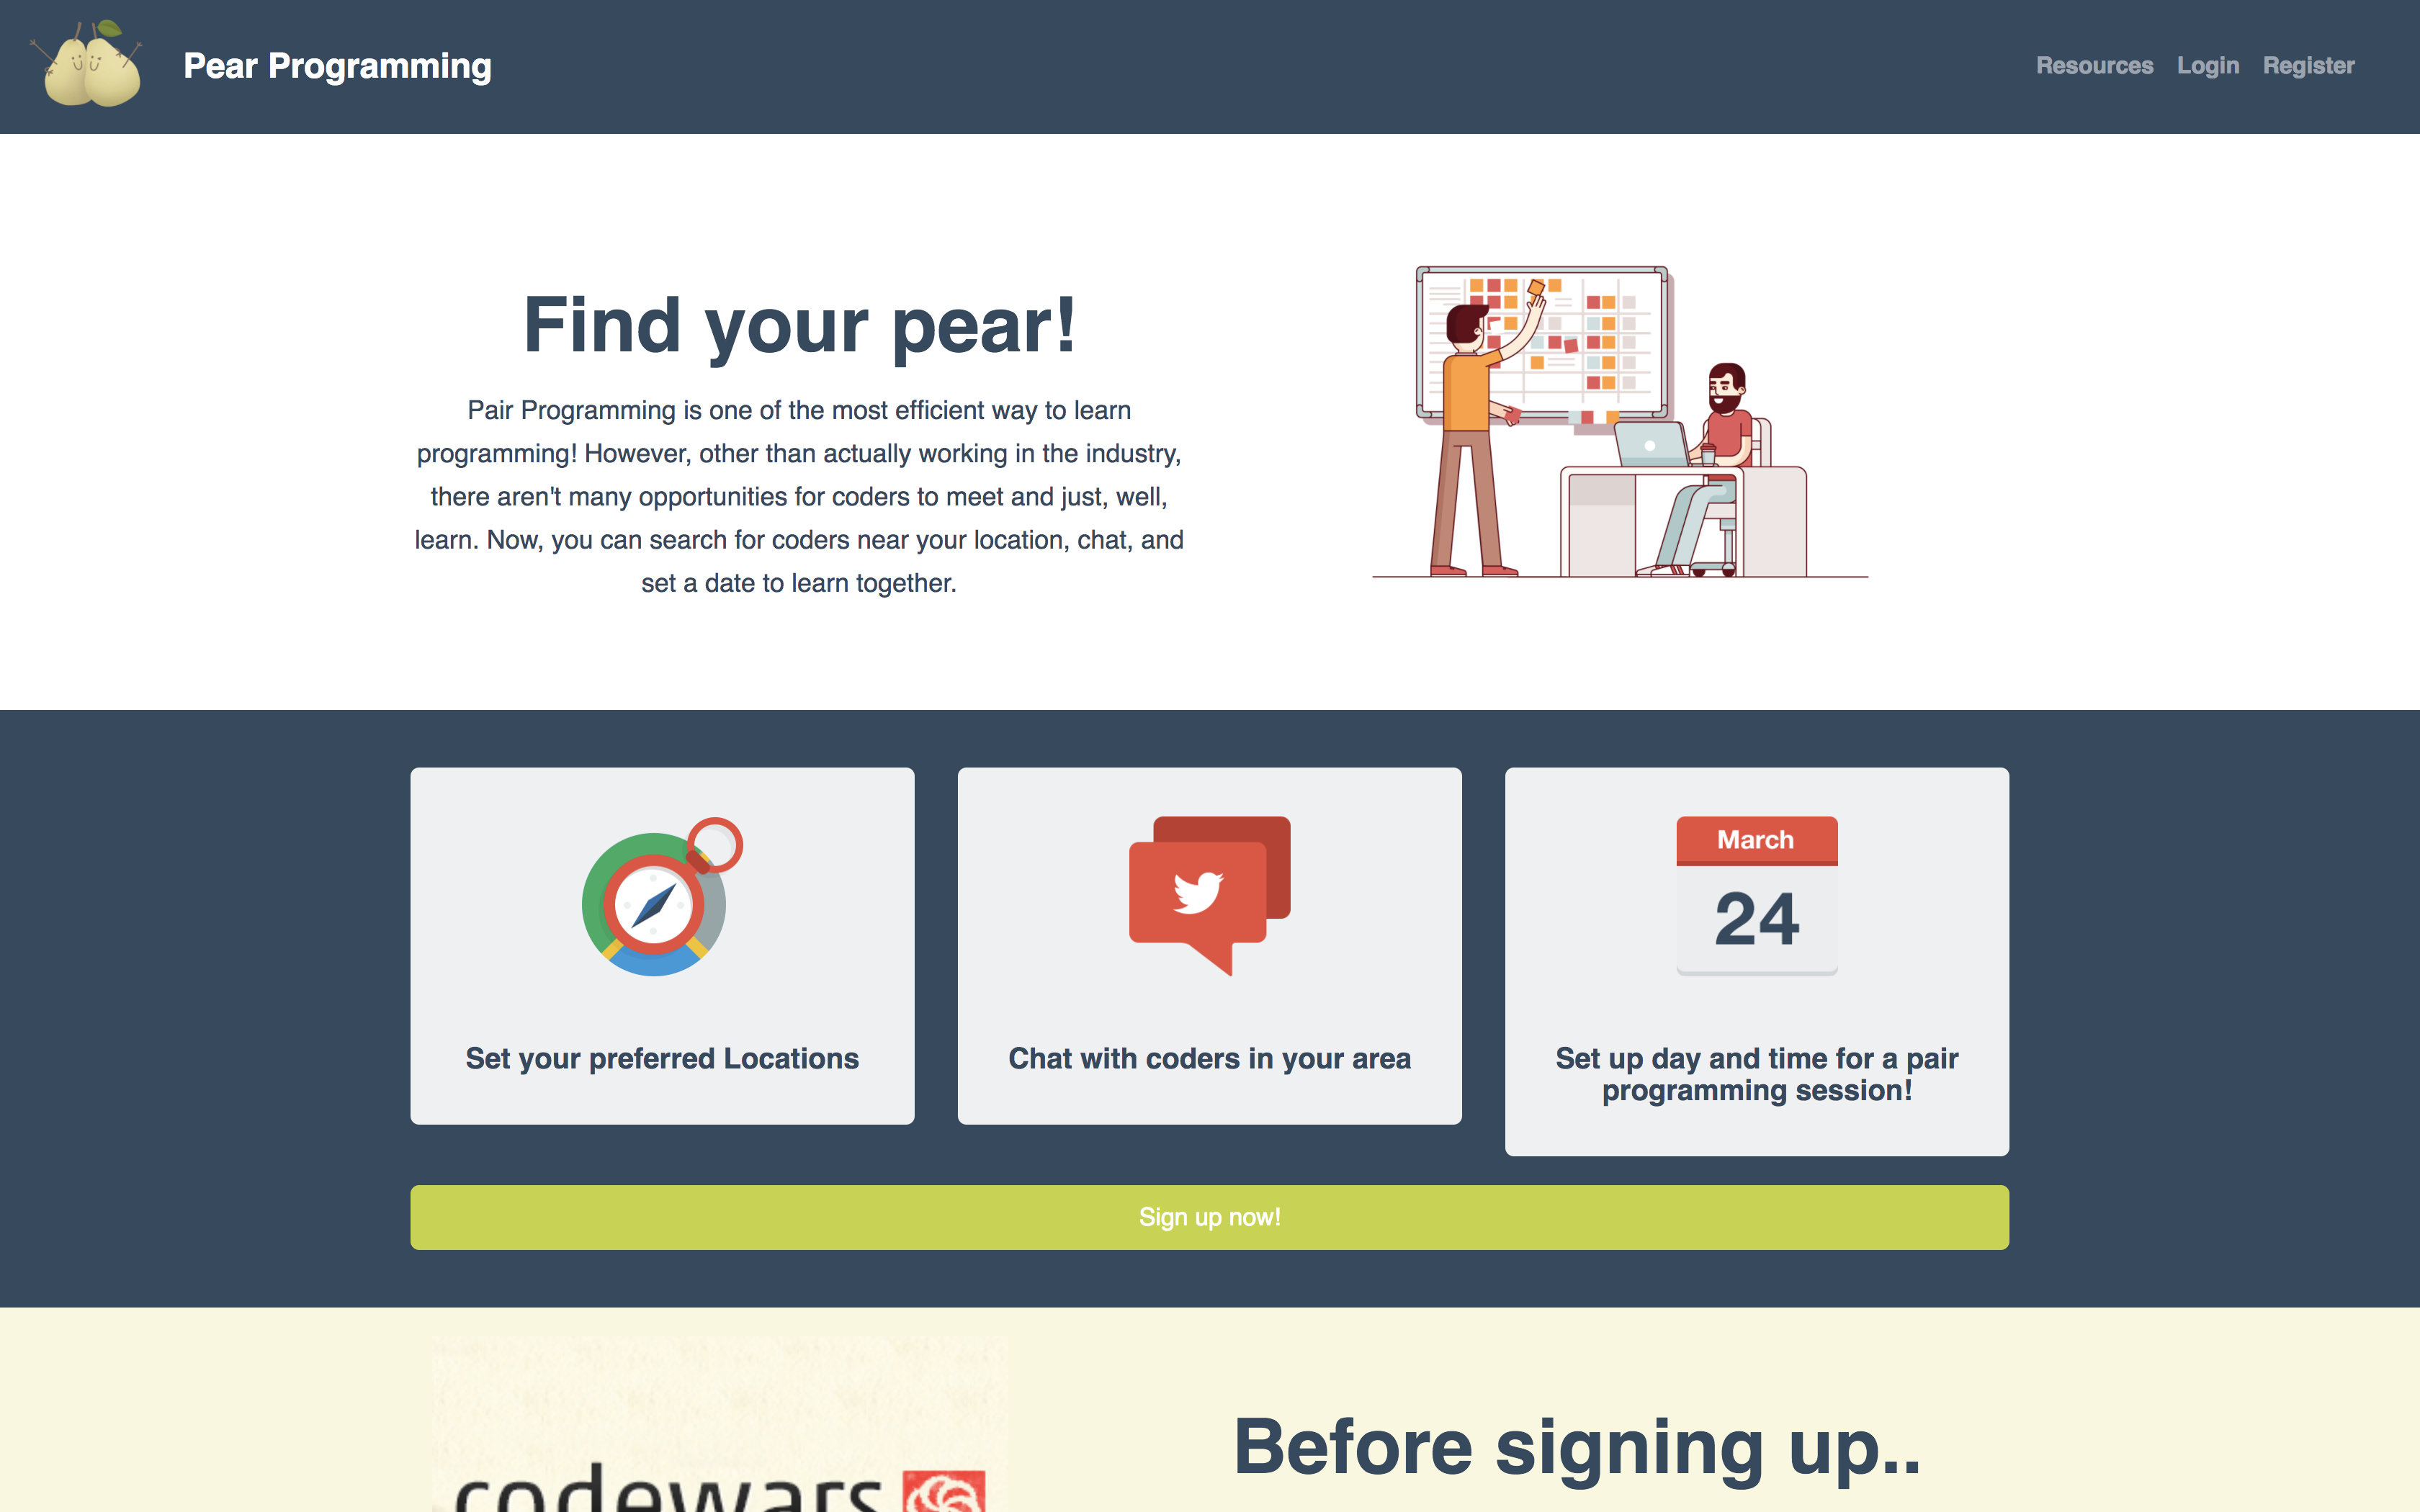 Pear Programming
Resources Login Register
Find your pear!
Pair Programming is one of the most efficient way to learn
programming! However, other than actually working in the industry,
there aren't many opportunities for coders to meet and just, well,
learn. Now, you can search for coders near your location, chat, and
set a date to learn together.
March
24
Set your preferred Locations
Chat with coders in your area
Set up day and time for a pair
programming session!
Sign up now!
codewars
Before signing up..